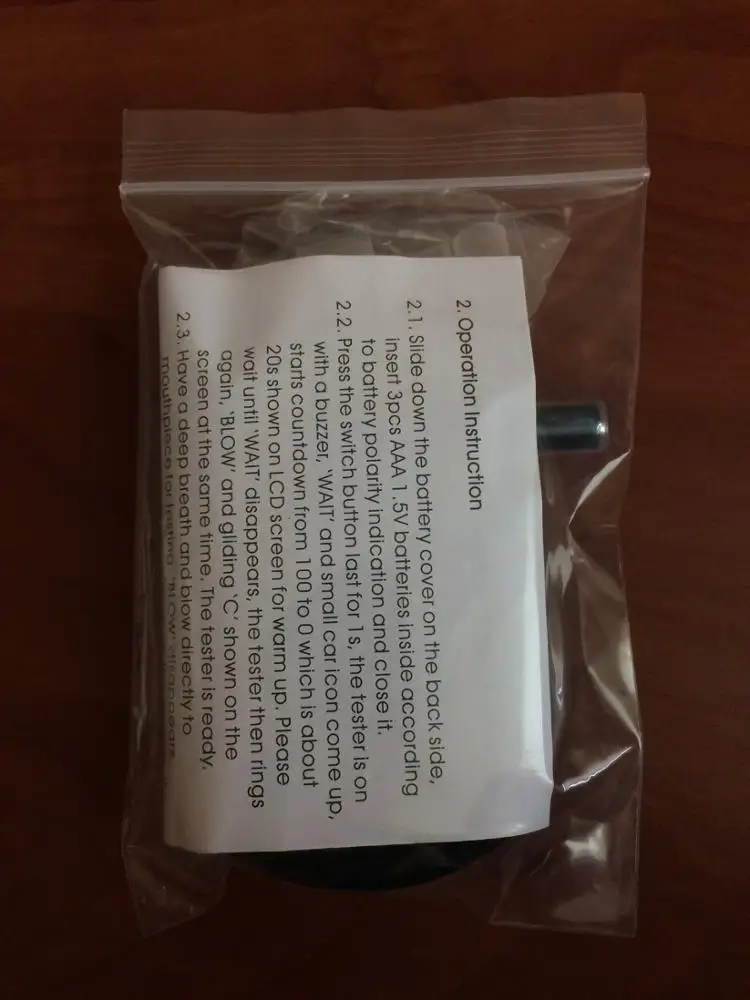 2. Operation Instruction
2.1. Slide down the battery cover on the back side,
insert 3pcs AAA 1.5V batteries inside according
to battery polarity indication and close it.
2.2. Press the switch button last for 1s, the tester is on
with a buzzer, 'WAIT' and small car icon come up,
starts countdown from 100 to 0 which is about
20s shown on LCD screen for warm up. Please
wait until 'WAIT' disappears, the tester then rings
again, 'BLOW' and gliding 'C' shown on the
screen at the same time. The tester is ready.
2.3. Have a deep breath and blow directly to
mouthpiece for testing. 'BLOW' disappears